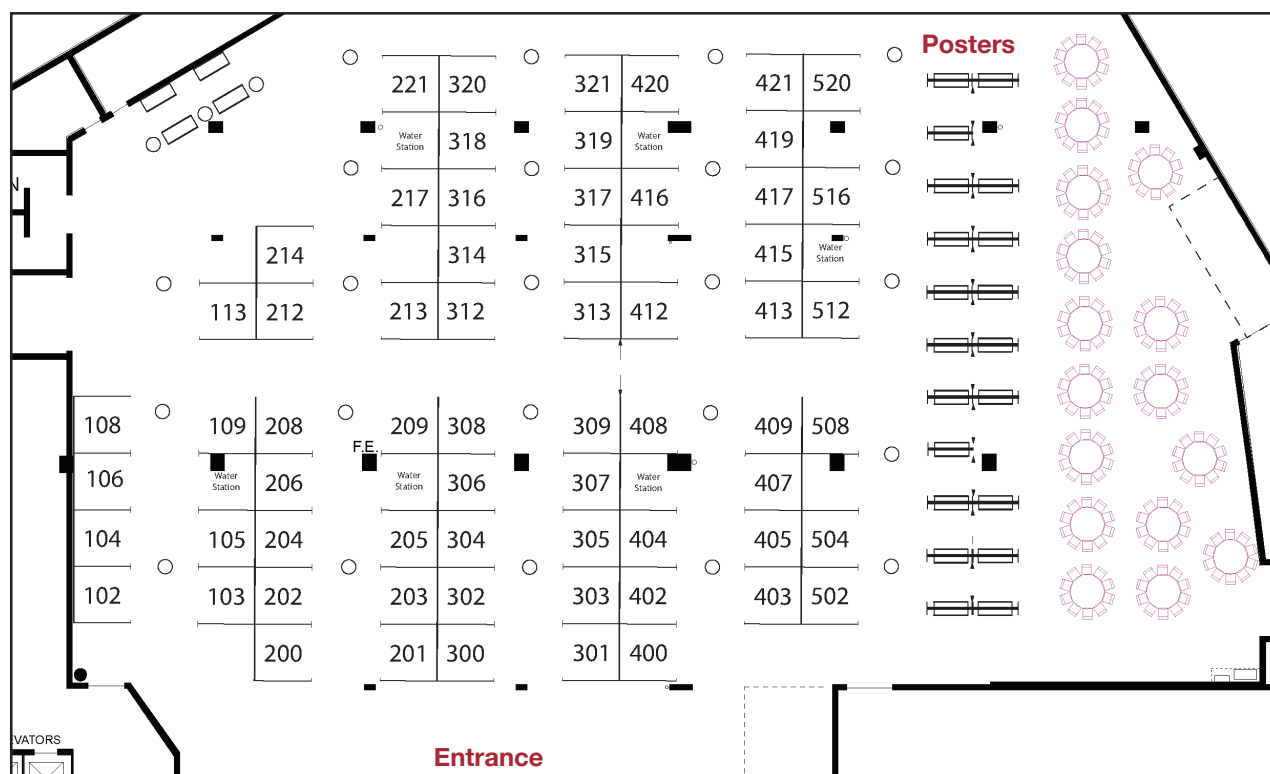 Posters
221 320 321 420 421 520
Water
Station
318 319
Water
Station
419
217 316 317 416 417 516
214 314 315 415
Water
Station
113 212 213 312 313 412 413 512
108 109 208 209 308 309 408 409 508
F.E.
106
Water
Station
206
Water
Station
306 307
Water
Station
407
104 105 204 205 304 305 404 405 504
102 103 202 203 302 303 402 403 502
200 201 300 301 400
VATORS
Entrance